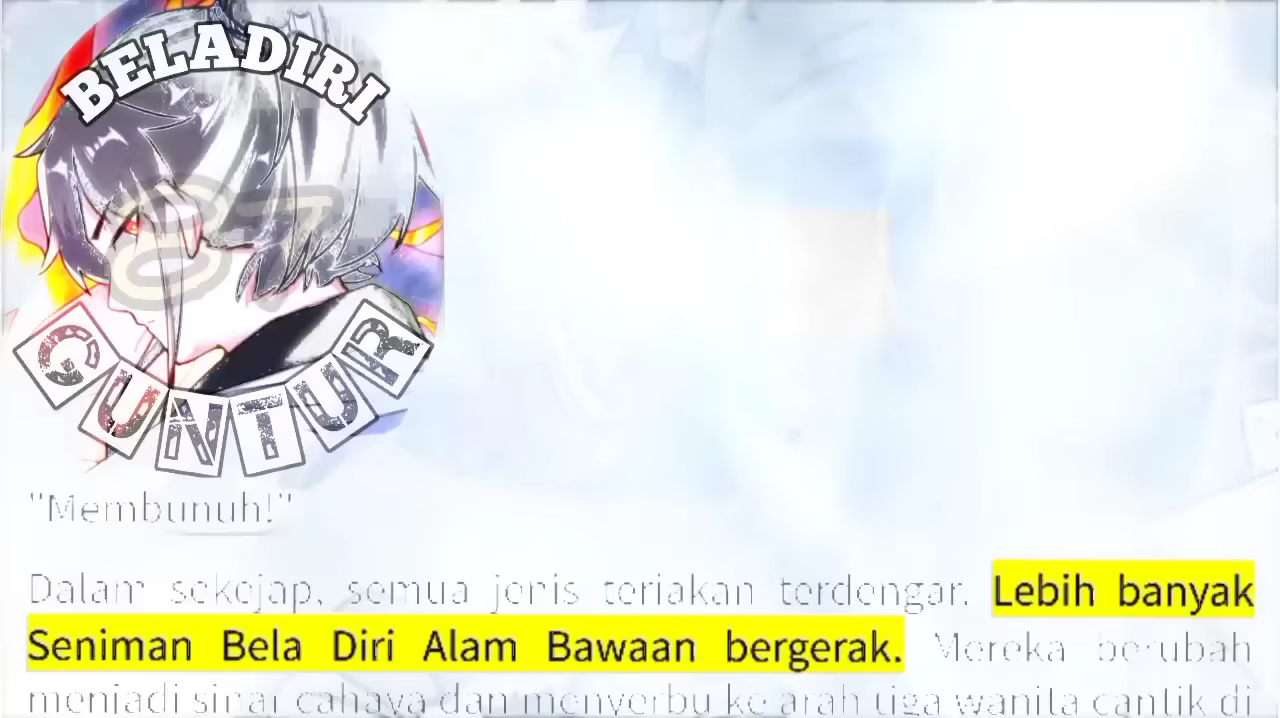 BELADIRI
GUNTUR
"Membunuh!"
Dalam sekejap, semua jenis teriakan terdengar. Lebih banyak
Seniman Bela Diri Alam Bawaan bergerak. Mereka berubah
menjadi sinar cahaya dan menyerbu ke arah tiga wanita cantik di